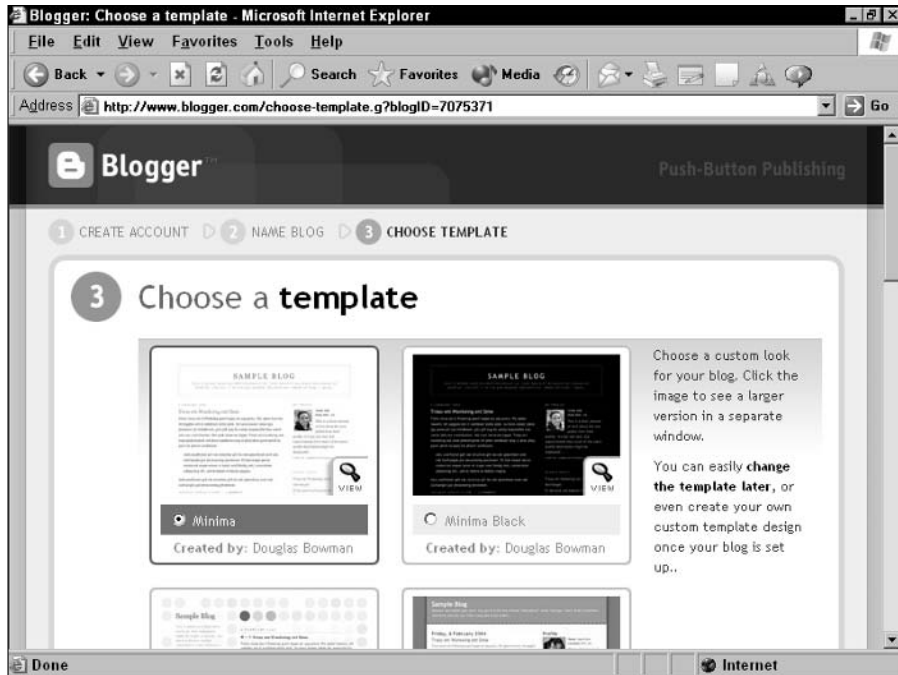 Blogger: Choose a template - Microsoft Internet Explorer
File Edit View Favorites Tools Help
Back Search Favorites Media
Address http://www.blogger.com/choose-template.g?blogID=7075371 Go
Blogger™
Push-Button Publishing
1 CREATE ACCOUNT 2 NAME BLOG 3 CHOOSE TEMPLATE
3 Choose a template
SAMPLE BLOG
VIEW
Minima
Created by: Douglas Bowman
SAMPLE BLOG
VIEW
Minima Black
Created by: Douglas Bowman
Choose a custom look
for your blog. Click the
image to see a larger
version in a separate
window.
You can easily change
the template later, or
even create your own
custom template design
once your blog is set
up..
Sample Blog
Sample Blog
Friday, 6 February 2004
Done Internet